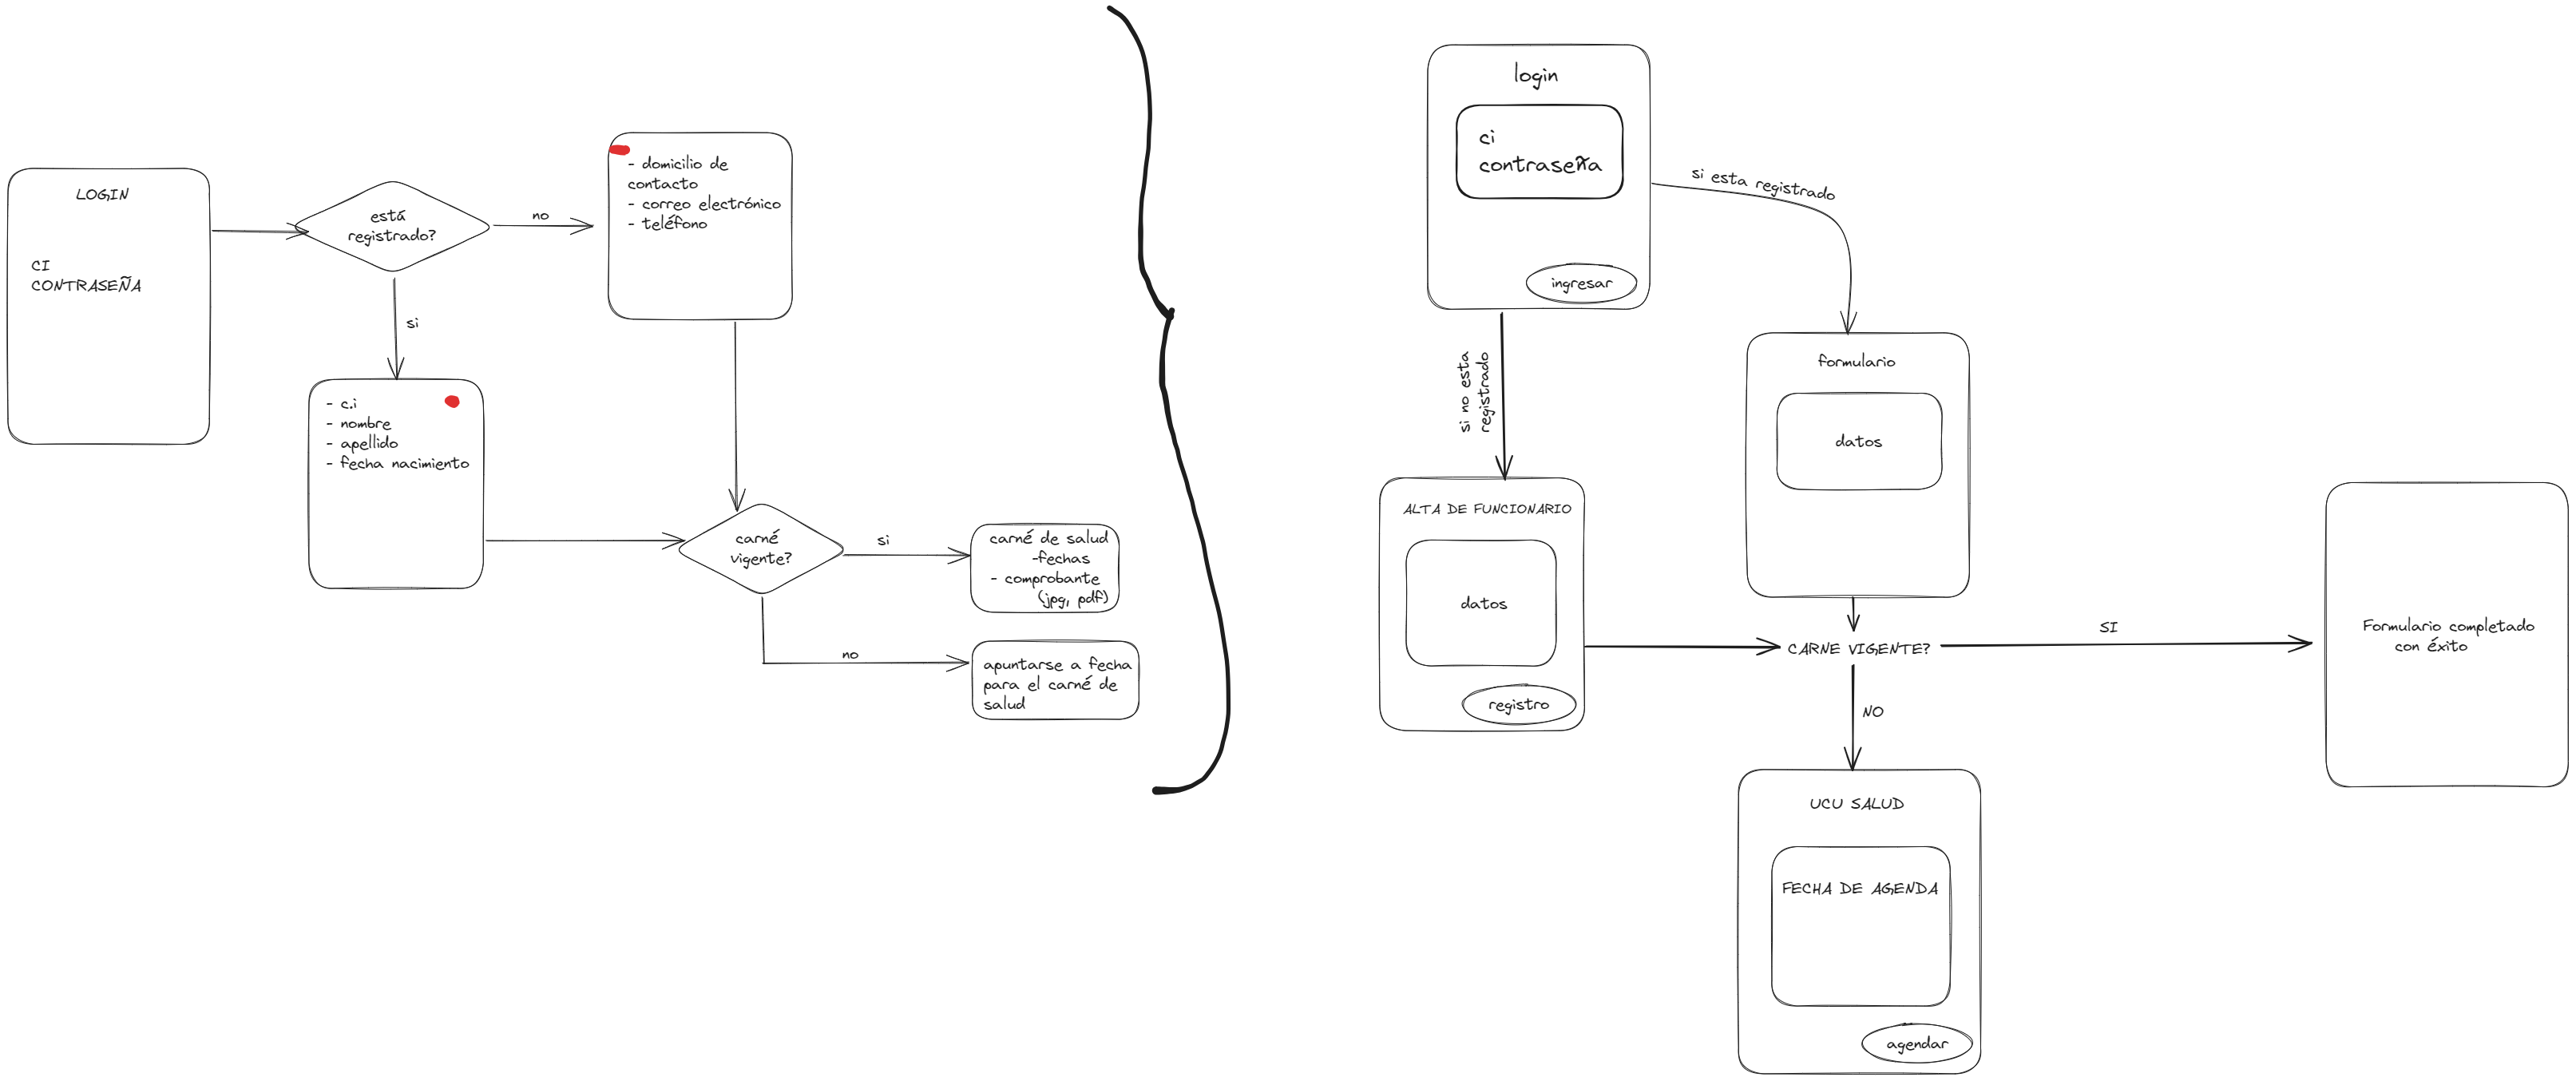 LOGIN
CI
CONTRASEÑA
está
registrado?
no
si
- domicilio de
contacto
- correo electrónico
- teléfono
- c.i
- nombre
- apellido
- fecha nacimiento
carné
vigente?
si
no
carné de salud
-fechas
- comprobante
(jpg, pdf)
apuntarse a fecha
para el carné de
salud
login
ci
contraseña
ingresar
si esta registrado
si no esta
registrado
formulario
datos
ALTA DE FUNCIONARIO
datos
registro
CARNE VIGENTE?
SI
NO
Formulario completado
con éxito
UCU SALUD
FECHA DE AGENDA
agendar